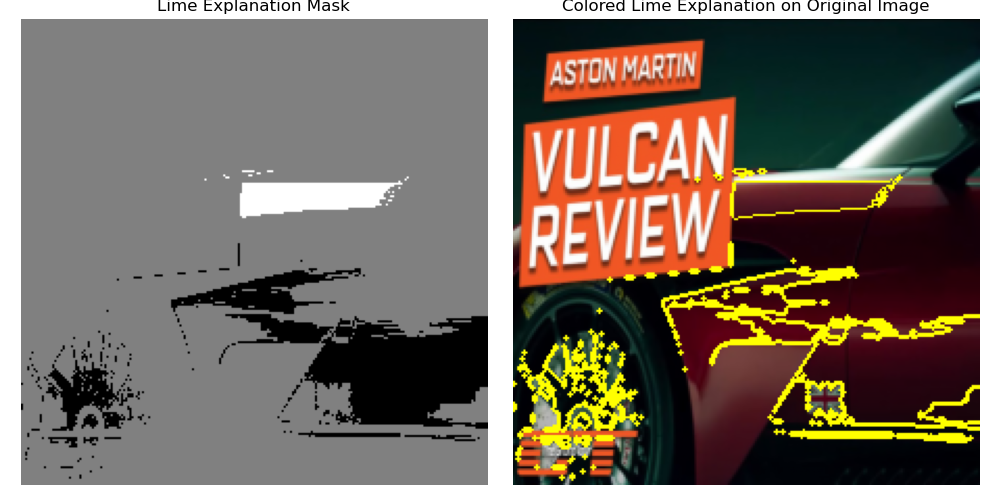 Lime Explanation Mask
Colored Lime Explanation on Original Image
ASTON MARTIN
VULCAN
REVIEW